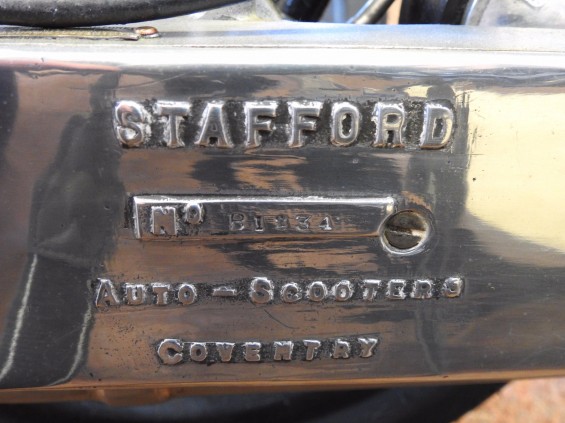 STAFFORD
No
AUTO - SCOOTERS
COVENTRY